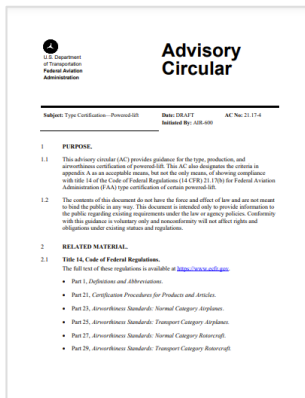 Advisory
Circular
U.S. Department
of Transportation
Federal Aviation
Administration
Subject: Type Certification—Powered-lift
Date: DRAFT
AC No: 21.17-4
Initiated By: AIR-600
1 PURPOSE.
1.1 This advisory circular (AC) provides guidance for the type, production, and
airworthiness certification of powered-lift. This AC also designates the criteria in
appendix A as an acceptable means, but not the only means, of showing compliance
with title 14 of the Code of Federal Regulations (14 CFR) 21.17(b) for Federal Aviation
Administration (FAA) type certification of certain powered-lift.
1.2 The contents of this document do not have the force and effect of law and are not meant
to bind the public in any way. This document is intended only to provide information to
the public regarding existing requirements under the law or agency policies. Conformity
with this guidance is voluntary only and nonconformity will not affect rights and
obligations under existing statutes and regulations.
2 RELATED MATERIAL.
2.1 Title 14, Code of Federal Regulations.
The full text of these regulations is available at https://www.ecfr.gov.
• Part 1, Definitions and Abbreviations.
• Part 21, Certification Procedures for Products and Articles.
• Part 23, Airworthiness Standards: Normal Category Airplanes.
• Part 25, Airworthiness Standards: Transport Category Airplanes.
• Part 27, Airworthiness Standards: Normal Category Rotorcraft.
• Part 29, Airworthiness Standards: Transport Category Rotorcraft.